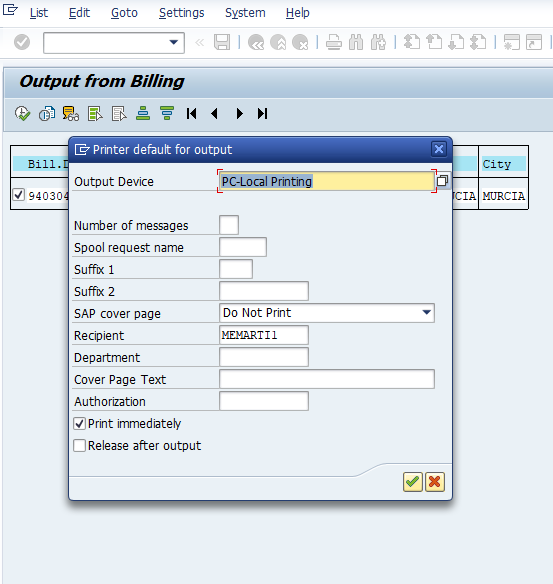 List Edit Goto Settings System Help
Output from Billing
Printer default for output
Bill.D City
Output Device PC-Local Printing
940304 CIA MURCIA
Number of messages
Spool request name
Suffix 1
Suffix 2
SAP cover page Do Not Print
Recipient MEMARTI1
Department
Cover Page Text
Authorization
Print immediately
Release after output